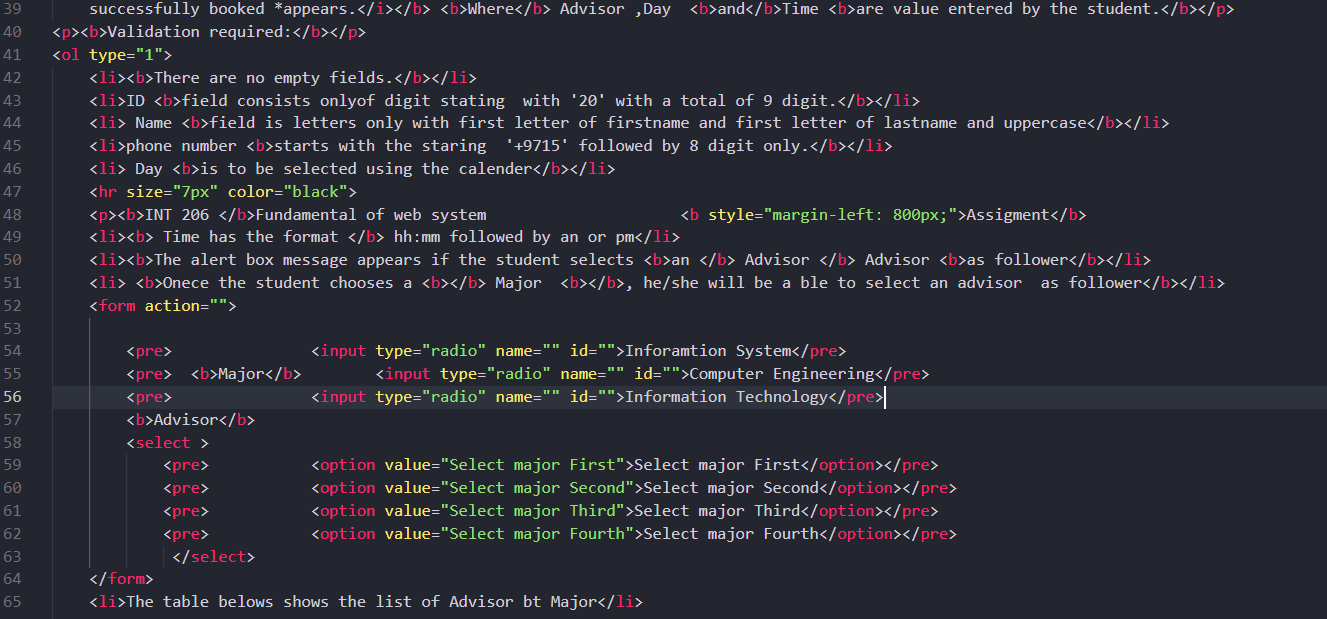 39 successfully booked *appears.</i></b> <b>Where</b> Advisor ,Day  <b>and</b>Time <b>are value entered by the student.</b></p>
40 <p><b>Validation required:</b></p>
41 <ol type="1">
42 <li><b>There are no empty fields.</b></li>
43 <li>ID <b>field consists onlyof digit stating  with '20' with a total of 9 digit.</b></li>
44 <li> Name <b>field is letters only with first letter of firstname and first letter of lastname and uppercase</b></li>
45 <li>phone number <b>starts with the staring  '+9715' followed by 8 digit only.</b></li>
46 <li> Day <b>is to be selected using the calender</b></li>
47 <hr size="7px" color="black">
48 <p><b>INT 206 </b>Fundamental of web system                     <b style="margin-left: 800px;">Assigment</b>
49 <li><b> Time has the format </b> hh:mm followed by an or pm</li>
50 <li><b>The alert box message appears if the student selects <b>an </b> Advisor </b> Advisor <b>as follower</b></li>
51 <li> <b>Onece the student chooses a <b></b> Major  <b></b>, he/she will be a ble to select an advisor  as follower</b></li>
52 <form action="">
53
54 <pre>               <input type="radio" name="" id="">Inforamtion System</pre>
55 <pre>  <b>Major</b>        <input type="radio" name="" id="">Computer Engineering</pre>
56 <pre>               <input type="radio" name="" id="">Information Technology</pre>
57 <b>Advisor</b>
58 <select >
59 <pre>           <option value="Select major First">Select major First</option></pre>
60 <pre>           <option value="Select major Second">Select major Second</option></pre>
61 <pre>           <option value="Select major Third">Select major Third</option></pre>
62 <pre>           <option value="Select major Fourth">Select major Fourth</option></pre>
63 </select>
64 </form>
65 <li>The table belows shows the list of Advisor bt Major</li>